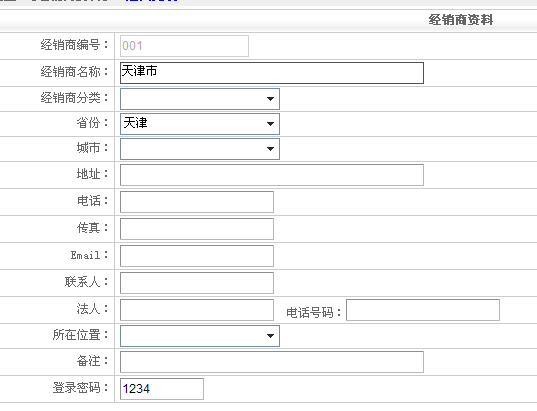 经销商资料
经销商编号： 001
经销商名称： 天津市
经销商分类：
省份： 天津
城市：
地址：
电话：
传真：
Email：
联系人：
法人： 电话号码：
所在位置：
备注：
登录密码： 1234